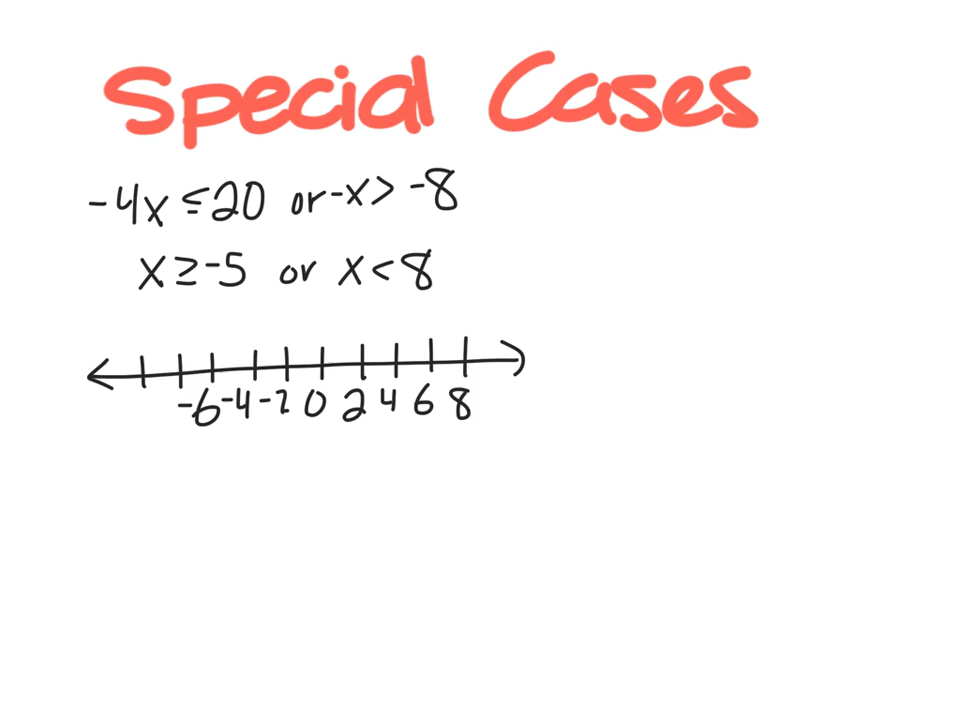 Special Cases
-4x ≤ 20 or -x > -8
x ≥ -5 or x < 8
-6 -4 -2 0 2 4 6 8